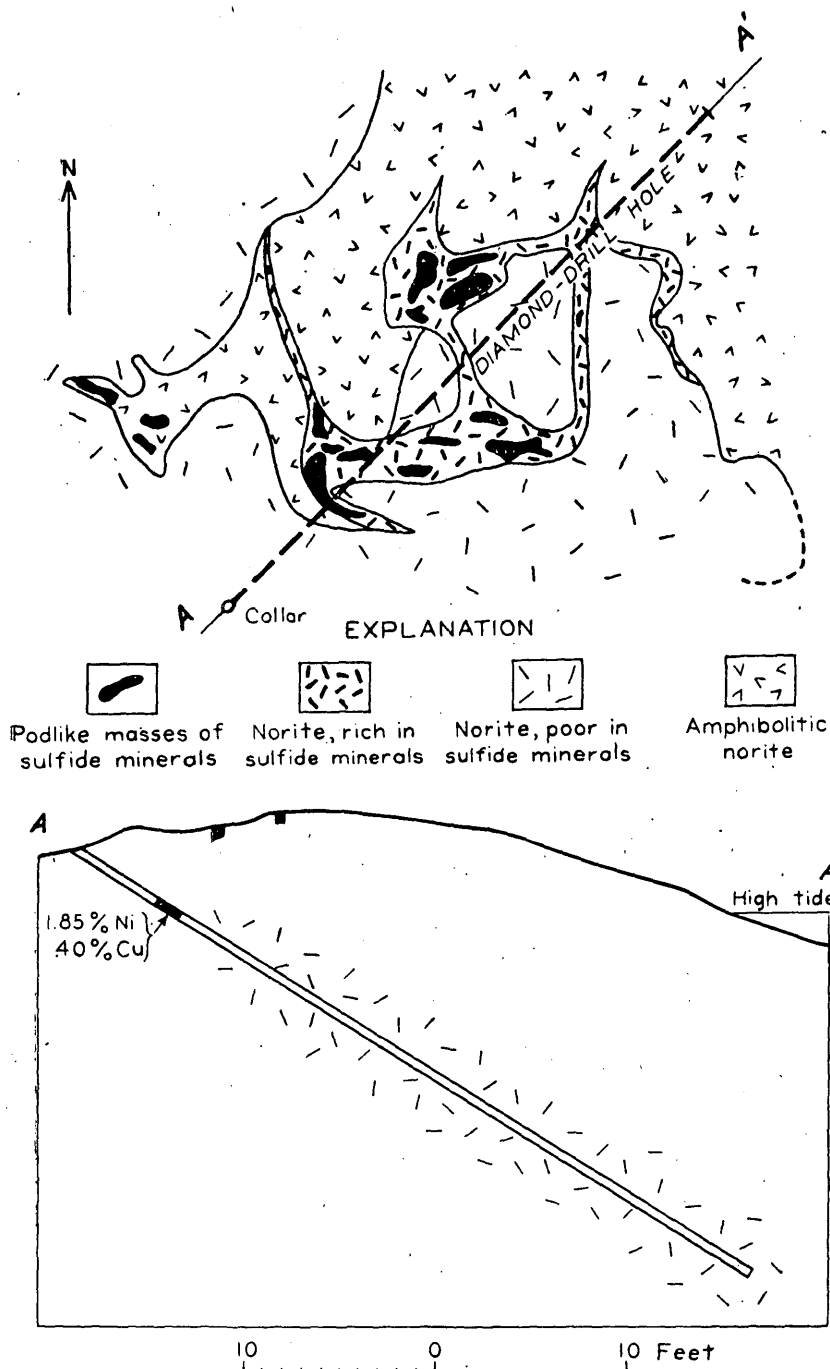 A'
N
DIAMOND-DRILL HOLE
A
Collar
EXPLANATION
Podlike masses of
sulfide minerals
Norite, rich in
sulfide minerals
Norite, poor in
sulfide minerals
Amphibolitic
norite
A
High tide
1.85 % Ni
.40 % Cu
10 0 10 Feet